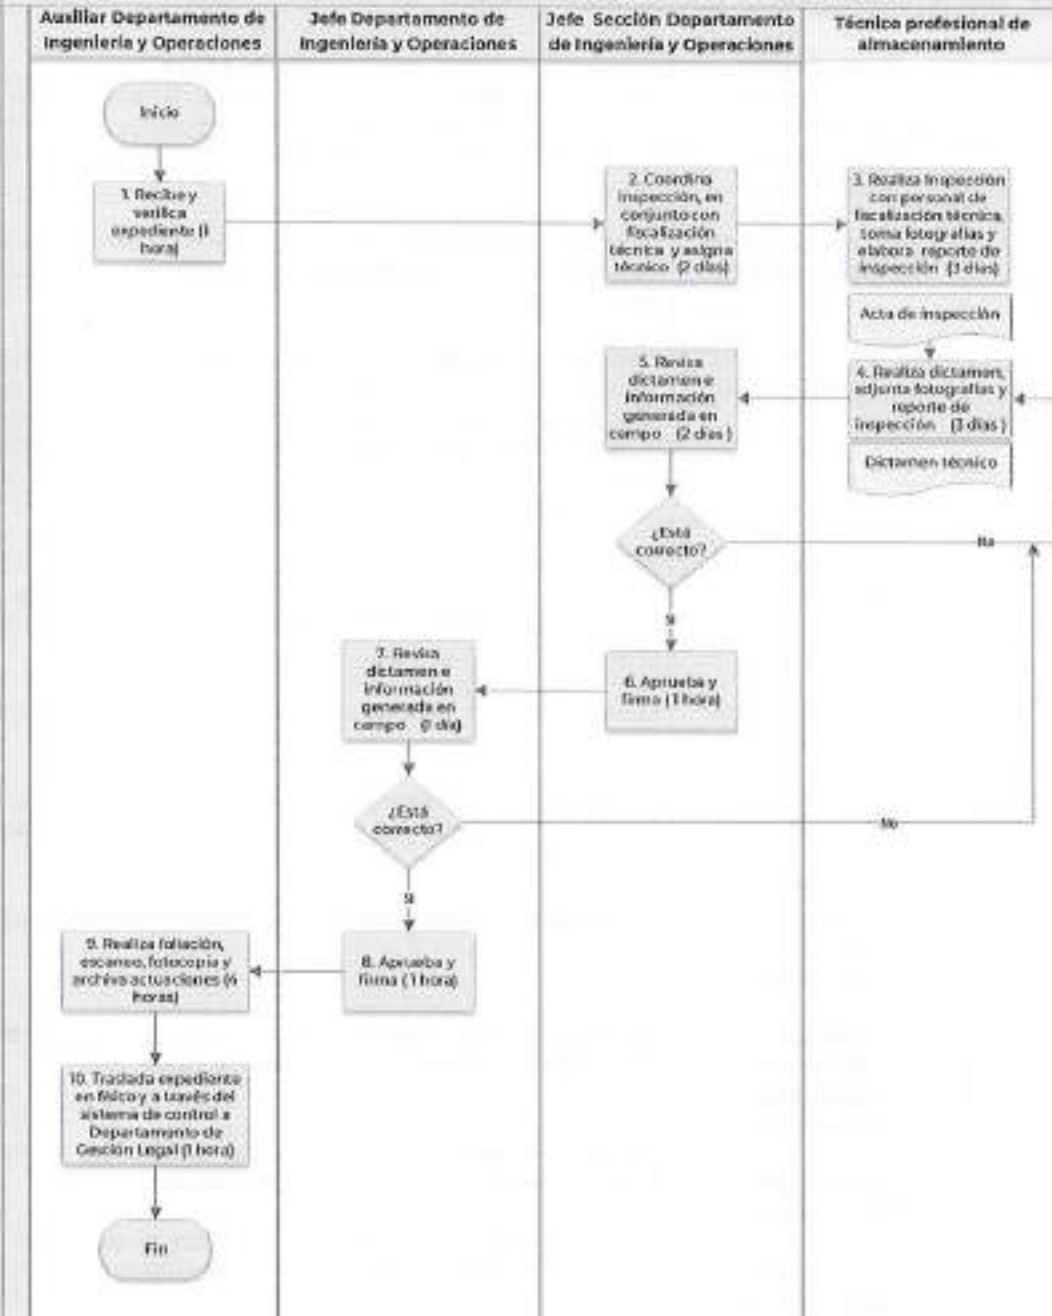 Auxiliar Departamento de
Ingeniería y Operaciones
Jefe Departamento de
Ingeniería y Operaciones
Jefe Sección Departamento
de Ingeniería y Operaciones
Técnico profesional de
almacenamiento
Inicio
1. Recibe y
verifica
expediente (1
hora)
2. Coordina
inspección, en
conjunto con
fiscalización
técnica y asigna
técnico (2 días)
3. Realiza Inspección
con personal de
fiscalización técnica,
toma fotografías y
elabora reporte de
inspección (3 días)
Acta de inspección
4. Realiza dictamen,
adjunta fotografías y
reporte de
inspección (3 días )
Dictamen técnico
5. Revisa
dictamen e
información
generada en
campo (2 días )
¿Está
correcto?
No
Si
6. Aprueba y
firma (1 hora)
7. Revisa
dictamen e
información
generada en
campo (1 día)
¿Está
correcto?
No
Si
8. Aprueba y
firma (1 hora)
9. Realiza foliación,
escaneo, fotocopia y
archiva actuaciones (4
horas)
10. Traslada expediente
en físico y a través del
sistema de control a
Departamento de
Gestión Legal (1 hora)
Fin